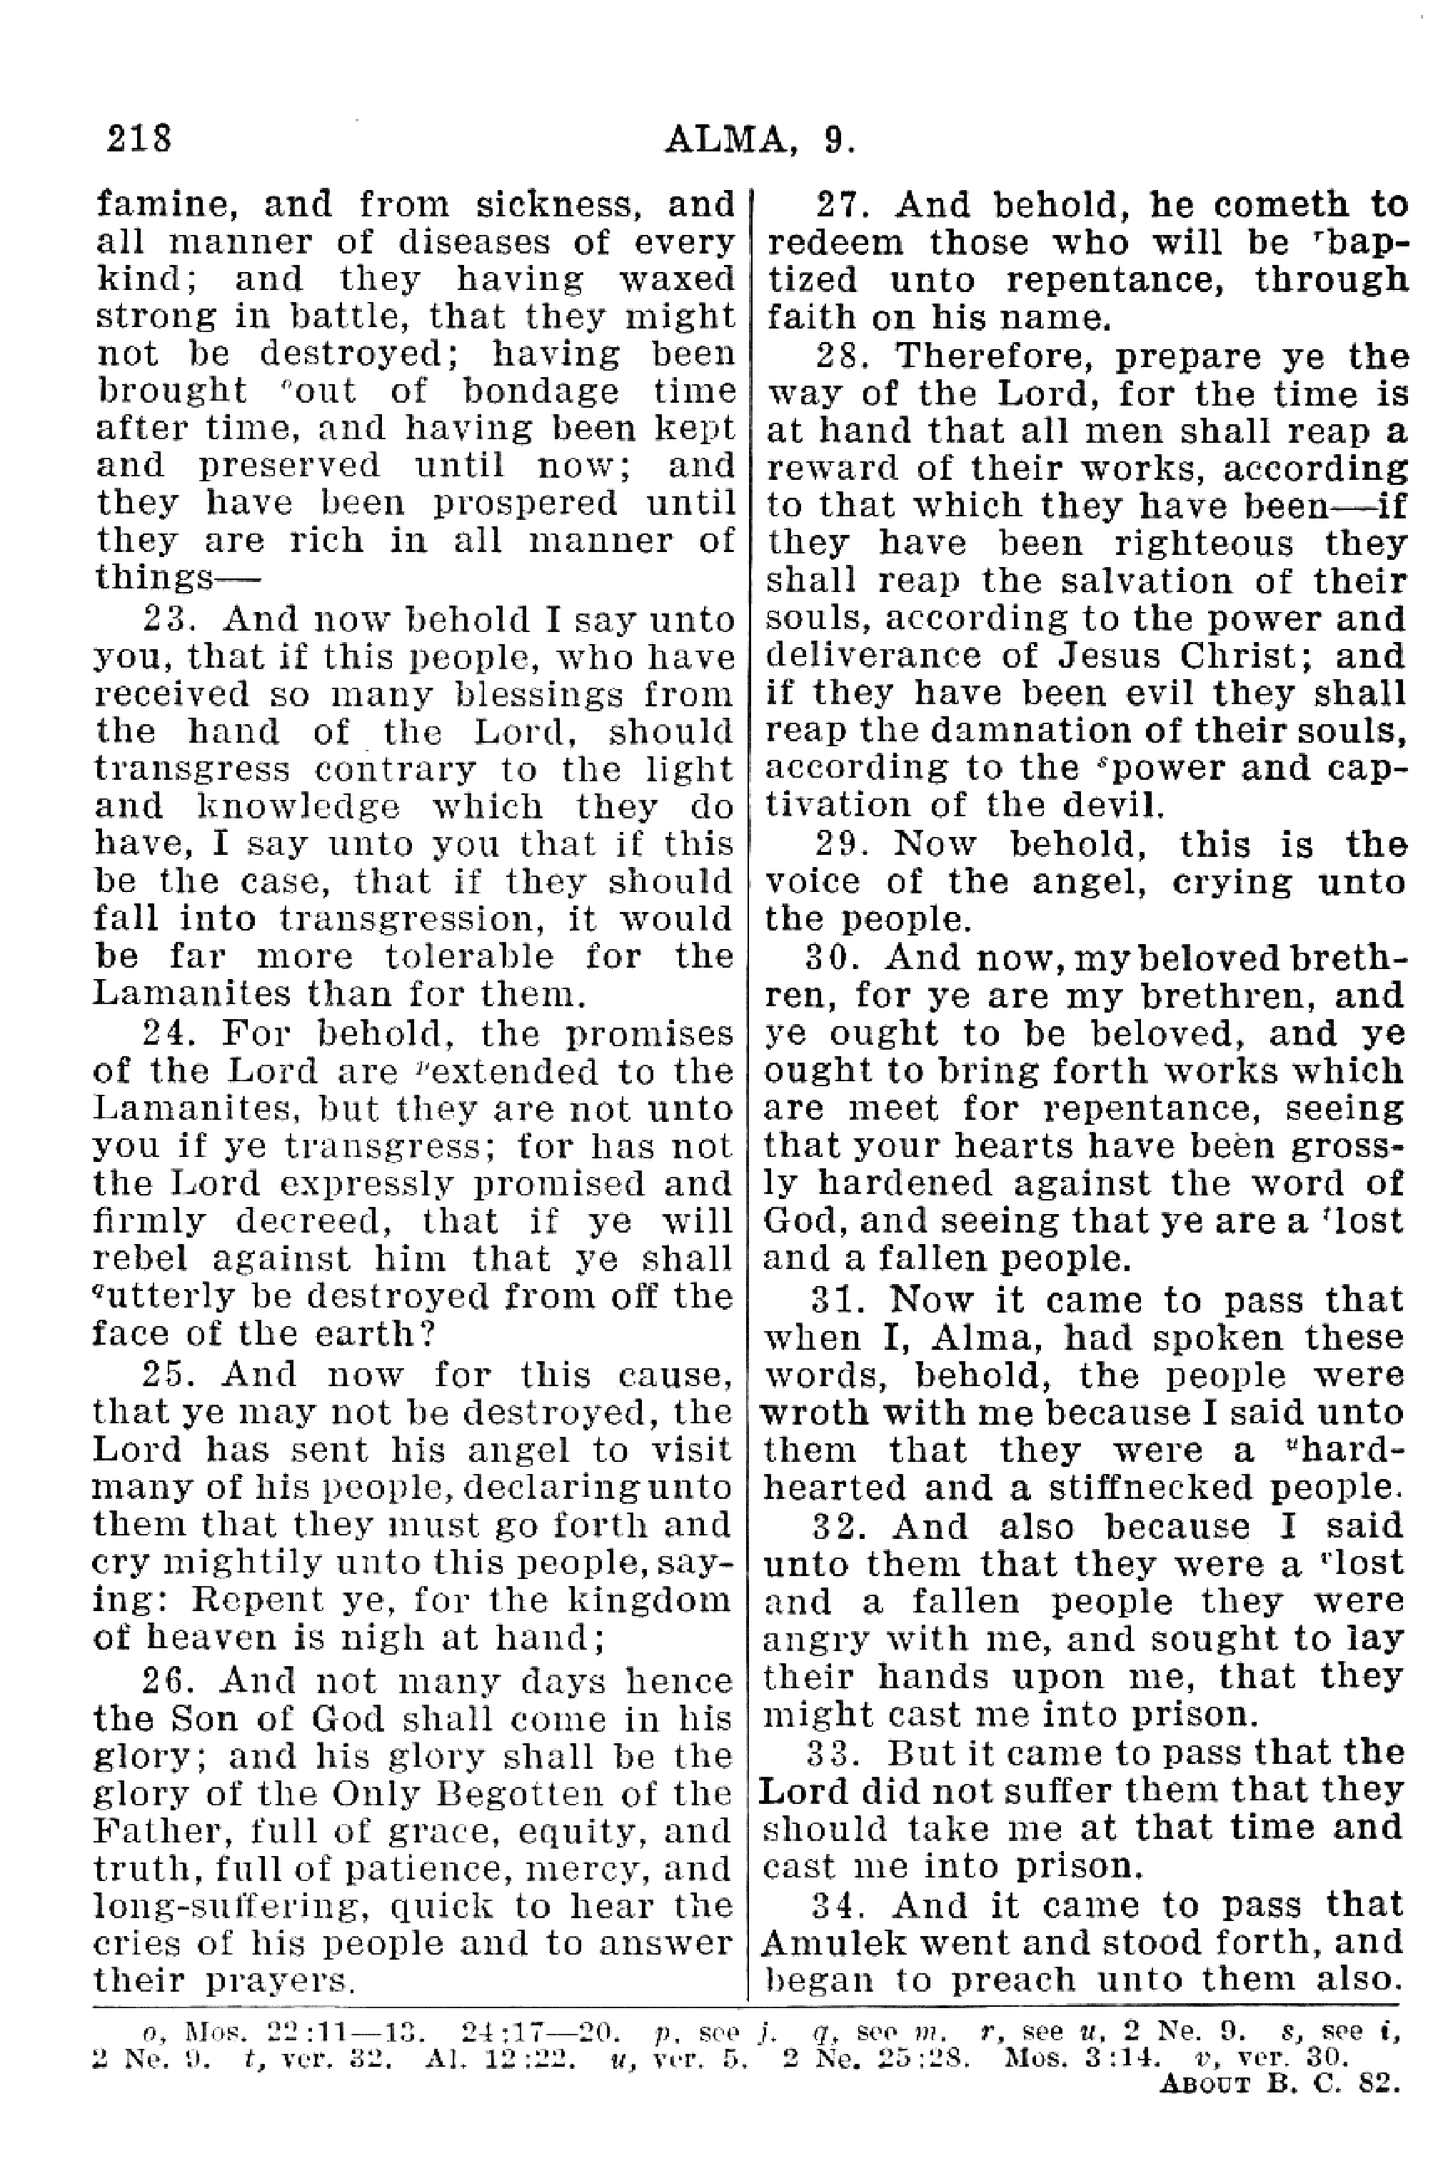 218 ALMA, 9.
famine, and from sickness, and
all manner of diseases of every
kind; and they having waxed
strong in battle, that they might
not be destroyed; having been
brought ᵒout of bondage time
after time, and having been kept
and preserved until now; and
they have been prospered until
they are rich in all manner of
things—
23. And now behold I say unto
you, that if this people, who have
received so many blessings from
the hand of the Lord, should
transgress contrary to the light
and knowledge which they do
have, I say unto you that if this
be the case, that if they should
fall into transgression, it would
be far more tolerable for the
Lamanites than for them.
24. For behold, the promises
of the Lord are ᵖextended to the
Lamanites, but they are not unto
you if ye transgress; for has not
the Lord expressly promised and
firmly decreed, that if ye will
rebel against him that ye shall
𐞥utterly be destroyed from off the
face of the earth?
25. And now for this cause,
that ye may not be destroyed, the
Lord has sent his angel to visit
many of his people, declaring unto
them that they must go forth and
cry mightily unto this people, say-
ing: Repent ye, for the kingdom
of heaven is nigh at hand;
26. And not many days hence
the Son of God shall come in his
glory; and his glory shall be the
glory of the Only Begotten of the
Father, full of grace, equity, and
truth, full of patience, mercy, and
long-suffering, quick to hear the
cries of his people and to answer
their prayers.
27. And behold, he cometh to
redeem those who will be ʳbap-
tized unto repentance, through
faith on his name.
28. Therefore, prepare ye the
way of the Lord, for the time is
at hand that all men shall reap a
reward of their works, according
to that which they have been—if
they have been righteous they
shall reap the salvation of their
souls, according to the power and
deliverance of Jesus Christ; and
if they have been evil they shall
reap the damnation of their souls,
according to the ˢpower and cap-
tivation of the devil.
29. Now behold, this is the
voice of the angel, crying unto
the people.
30. And now, my beloved breth-
ren, for ye are my brethren, and
ye ought to be beloved, and ye
ought to bring forth works which
are meet for repentance, seeing
that your hearts have been gross-
ly hardened against the word of
God, and seeing that ye are a ᵗlost
and a fallen people.
31. Now it came to pass that
when I, Alma, had spoken these
words, behold, the people were
wroth with me because I said unto
them that they were a ᵘhard-
hearted and a stiffnecked people.
32. And also because I said
unto them that they were a ᵛlost
and a fallen people they were
angry with me, and sought to lay
their hands upon me, that they
might cast me into prison.
33. But it came to pass that the
Lord did not suffer them that they
should take me at that time and
cast me into prison.
34. And it came to pass that
Amulek went and stood forth, and
began to preach unto them also.
o, Mos. 22:11—13. 24:17—20. p, see j. q, see m. r, see u, 2 Ne. 9. s, see i,
2 Ne. 9. t, ver. 32. Al. 12:22. u, ver. 5. 2 Ne. 25:28. Mos. 3:14. v, ver. 30.
ABOUT B. C. 82.